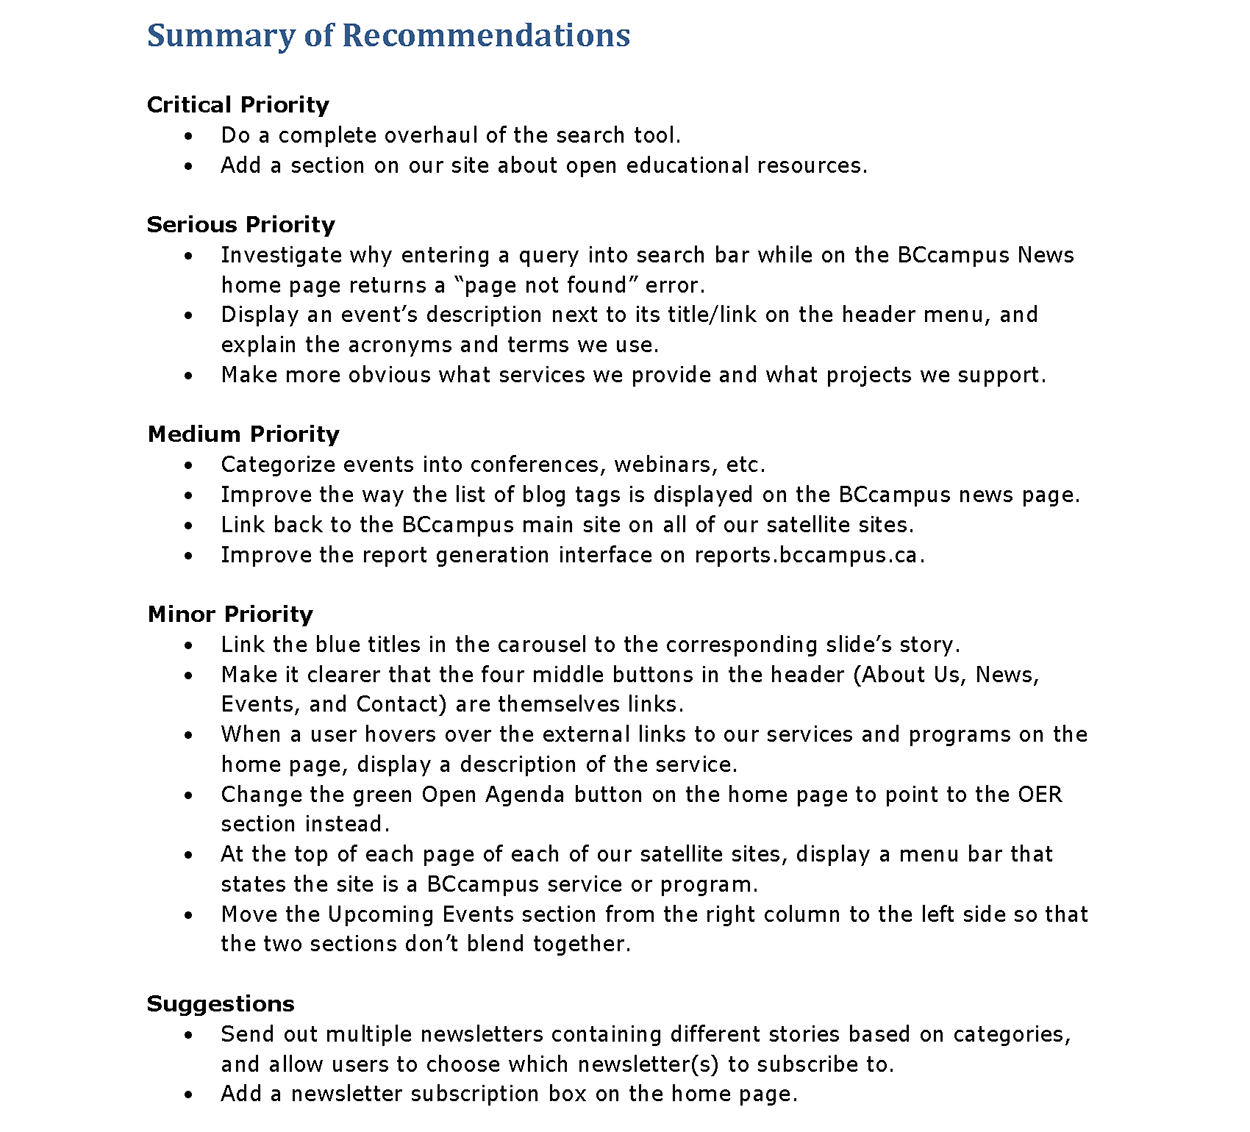 Summary of Recommendations
Critical Priority
• Do a complete overhaul of the search tool.
• Add a section on our site about open educational resources.
Serious Priority
• Investigate why entering a query into search bar while on the BCcampus News
home page returns a “page not found” error.
• Display an event’s description next to its title/link on the header menu, and
explain the acronyms and terms we use.
• Make more obvious what services we provide and what projects we support.
Medium Priority
• Categorize events into conferences, webinars, etc.
• Improve the way the list of blog tags is displayed on the BCcampus news page.
• Link back to the BCcampus main site on all of our satellite sites.
• Improve the report generation interface on reports.bccampus.ca.
Minor Priority
• Link the blue titles in the carousel to the corresponding slide’s story.
• Make it clearer that the four middle buttons in the header (About Us, News,
Events, and Contact) are themselves links.
• When a user hovers over the external links to our services and programs on the
home page, display a description of the service.
• Change the green Open Agenda button on the home page to point to the OER
section instead.
• At the top of each page of each of our satellite sites, display a menu bar that
states the site is a BCcampus service or program.
• Move the Upcoming Events section from the right column to the left side so that
the two sections don’t blend together.
Suggestions
• Send out multiple newsletters containing different stories based on categories,
and allow users to choose which newsletter(s) to subscribe to.
• Add a newsletter subscription box on the home page.